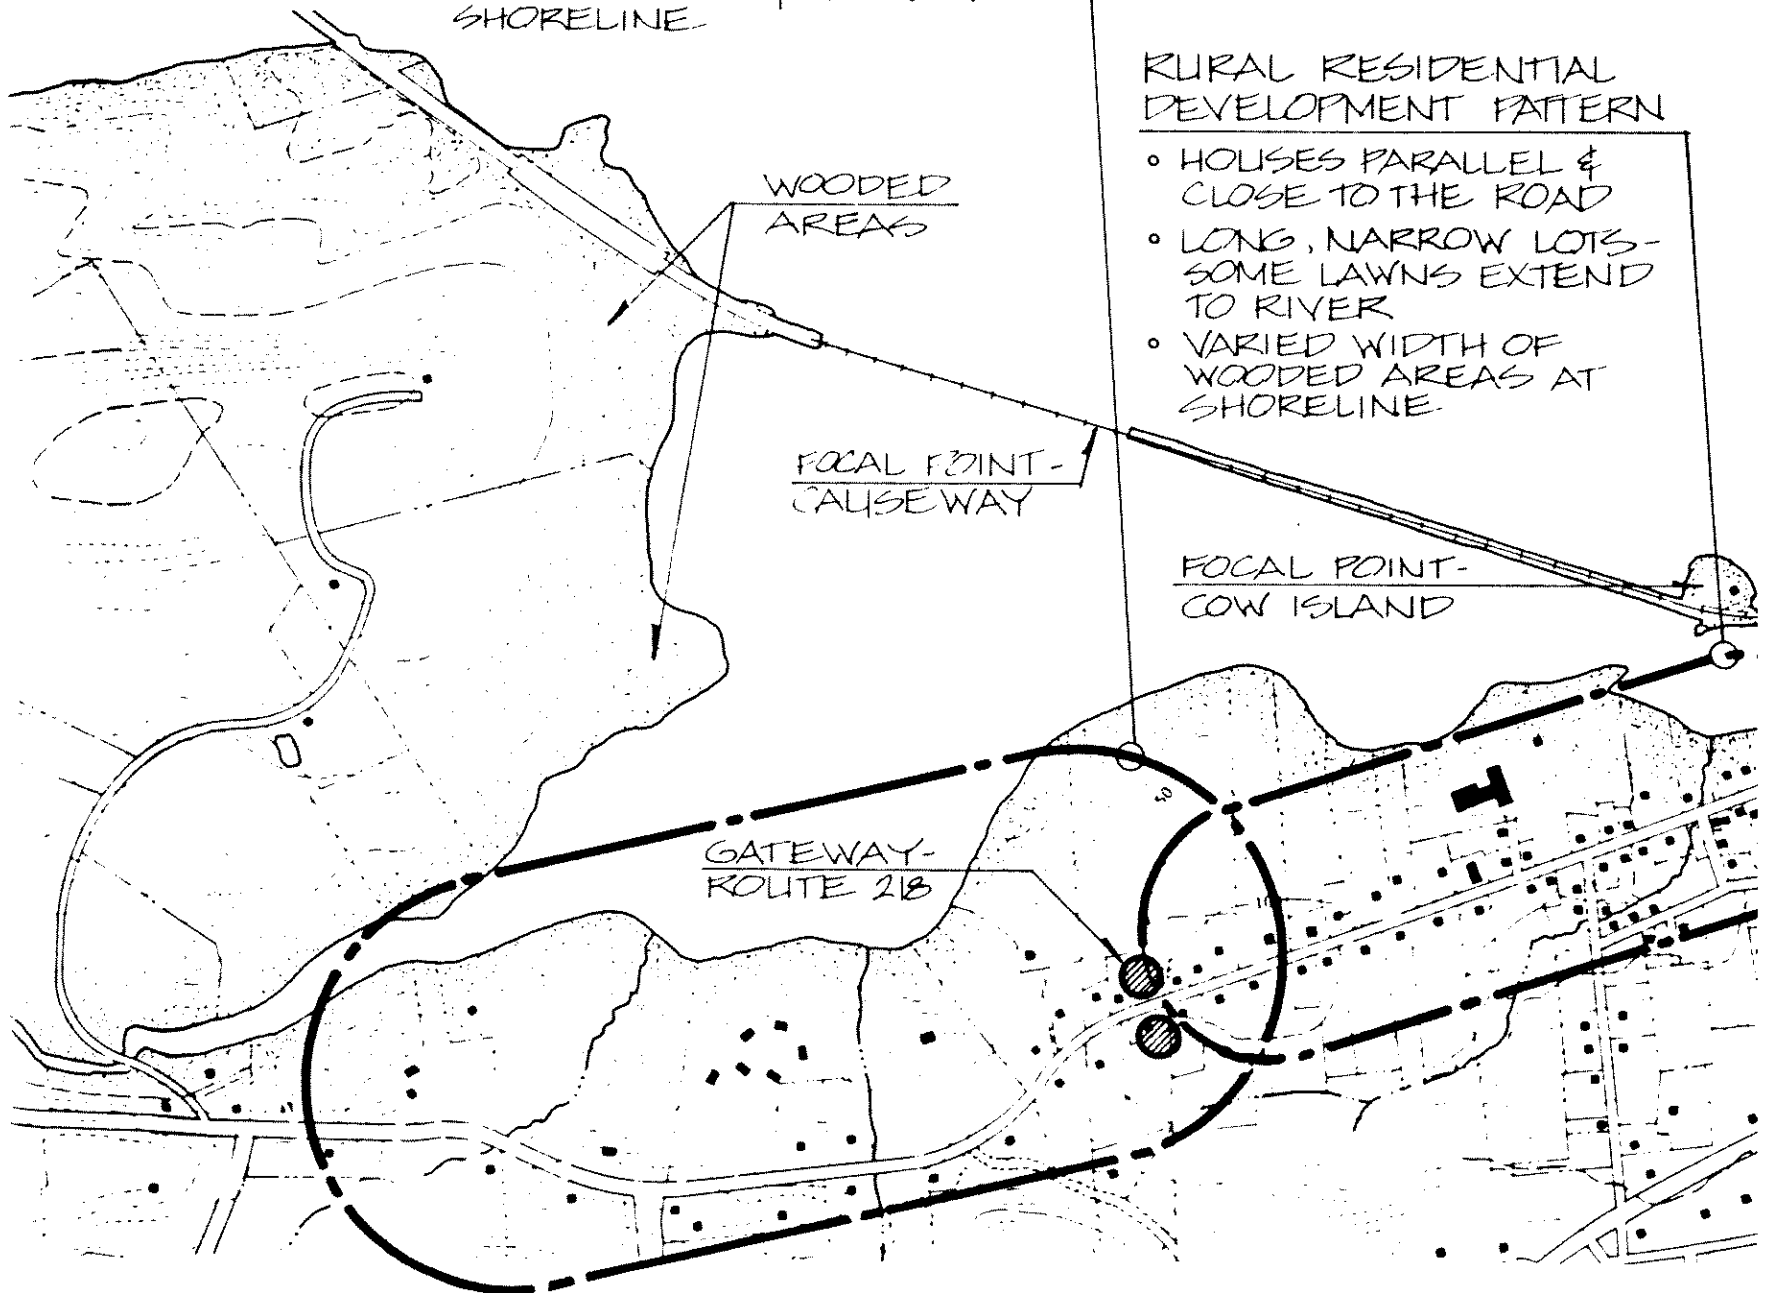 SHORELINE
RURAL RESIDENTIAL
DEVELOPMENT PATTERN
• HOUSES PARALLEL &
CLOSE TO THE ROAD
• LONG, NARROW LOTS-
SOME LAWNS EXTEND
TO RIVER
• VARIED WIDTH OF
WOODED AREAS AT
SHORELINE
WOODED
AREAS
FOCAL POINT-
CAUSEWAY
FOCAL POINT-
COW ISLAND
GATEWAY-
ROUTE 218